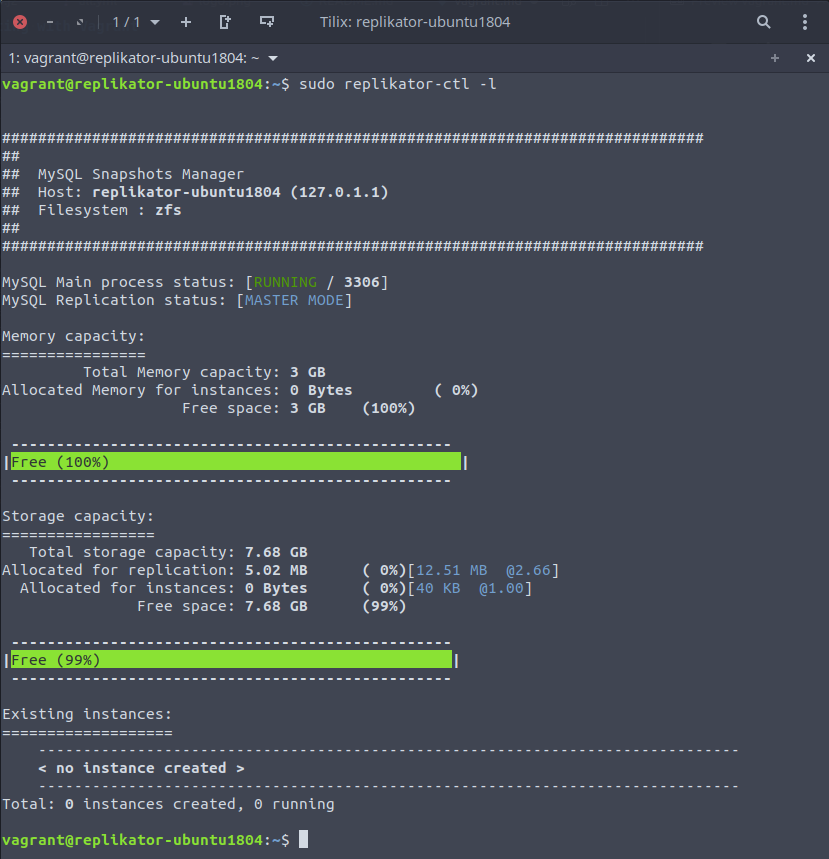 1 / 1
Tilix: replikator-ubuntu1804
1: vagrant@replikator-ubuntu1804: ~
vagrant@replikator-ubuntu1804:~$ sudo replikator-ctl -l
##############################################################################
##
##  MySQL Snapshots Manager
##  Host: replikator-ubuntu1804 (127.0.1.1)
##  Filesystem : zfs
##
##############################################################################
MySQL Main process status: [RUNNING / 3306]
MySQL Replication status: [MASTER MODE]
Memory capacity:
================
         Total Memory capacity: 3 GB
Allocated Memory for instances: 0 Bytes         ( 0%)
                    Free space: 3 GB    (100%)
 -------------------------------------------------
|Free (100%)                                       |
 -------------------------------------------------
Storage capacity:
=================
   Total storage capacity: 7.68 GB
Allocated for replication: 5.02 MB      ( 0%)[12.51 MB  @2.66]
  Allocated for instances: 0 Bytes      ( 0%)[40 KB  @1.00]
               Free space: 7.68 GB      (99%)
 -------------------------------------------------
|Free (99%)                                       |
 -------------------------------------------------
Existing instances:
===================
    ------------------------------------------------------------------------------
    < no instance created >
    ------------------------------------------------------------------------------
Total: 0 instances created, 0 running
vagrant@replikator-ubuntu1804:~$